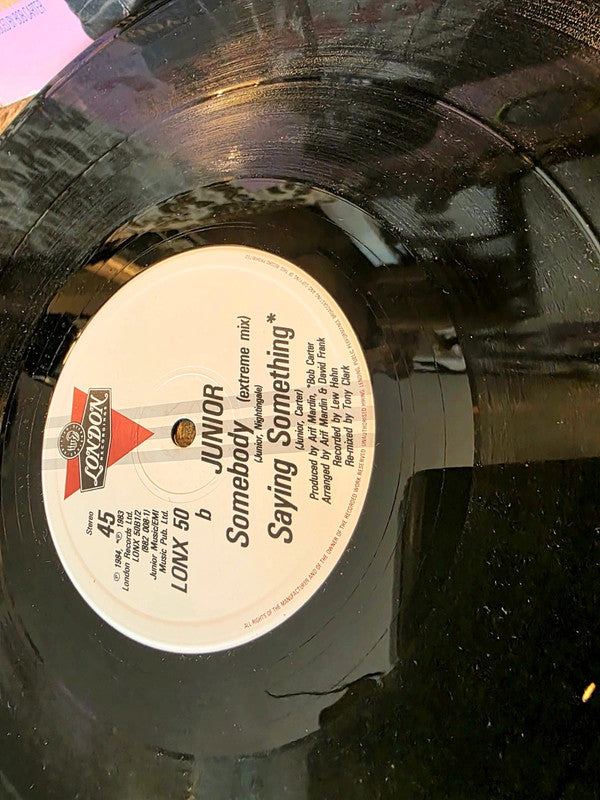 LONDON
Stereo
45
℗ 1984, *℗ 1983
London Records Ltd.
LONX 50B1/2
(882 008-1)
Junior Music/EMI
Music Pub. Ltd.
LONX 50
b
JUNIOR
Somebody (extreme mix)
(Junior, Nightingale)
Saying Something*
(Junior, Carter)
Produced by Arif Mardin, *Bob Carter
Arranged by Arif Mardin & David Frank
Recorded by Lew Hahn
Re-mixed by Tony Clark
ALL RIGHTS OF THE MANUFACTURER AND OF THE OWNER OF THE RECORDED WORK RESERVED